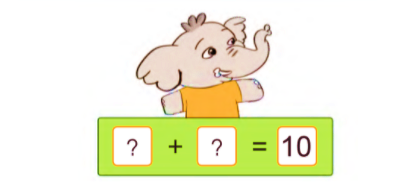 ? + ? = 10